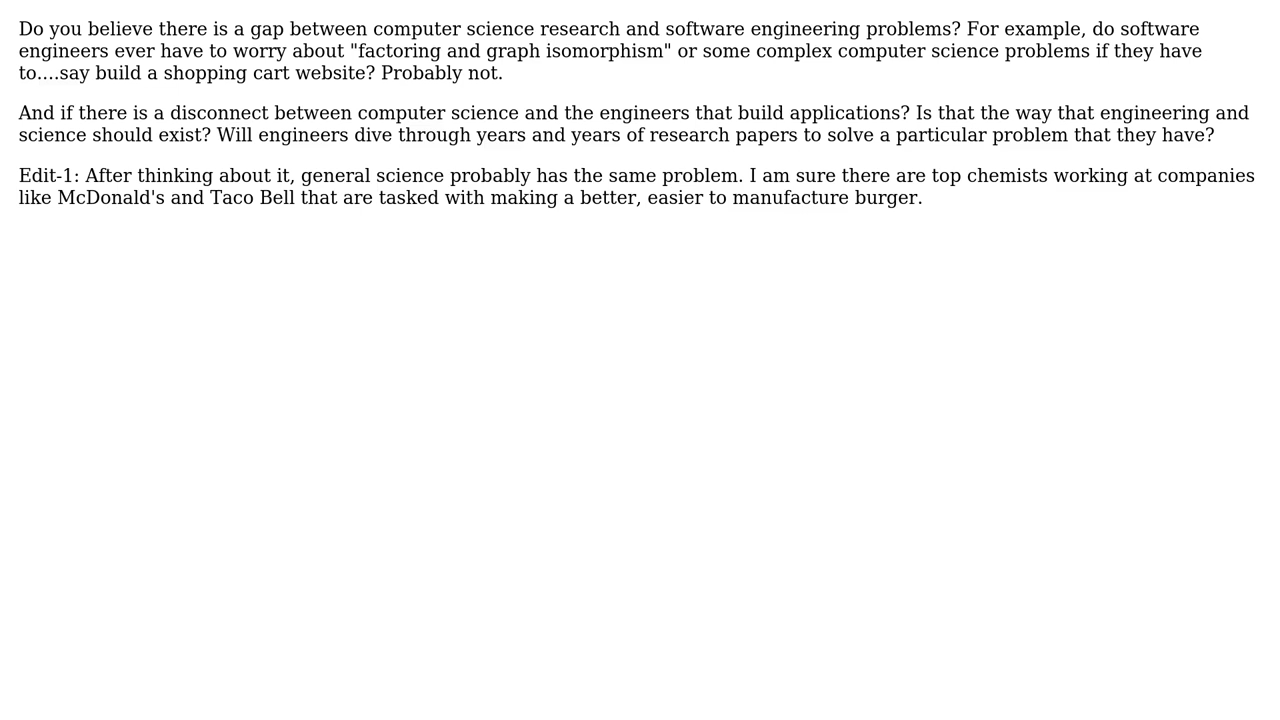 Do you believe there is a gap between computer science research and software engineering problems? For example, do software
engineers ever have to worry about "factoring and graph isomorphism" or some complex computer science problems if they have
to....say build a shopping cart website? Probably not.
And if there is a disconnect between computer science and the engineers that build applications? Is that the way that engineering and
science should exist? Will engineers dive through years and years of research papers to solve a particular problem that they have?
Edit-1: After thinking about it, general science probably has the same problem. I am sure there are top chemists working at companies
like McDonald's and Taco Bell that are tasked with making a better, easier to manufacture burger.